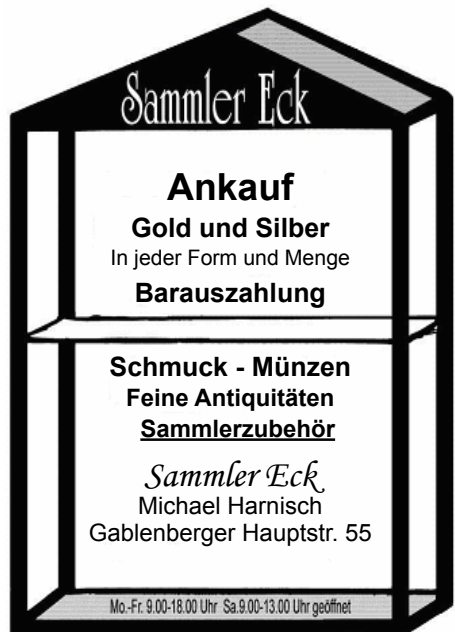 Sammler Eck
Ankauf
Gold und Silber
In jeder Form und Menge
Barauszahlung
Schmuck - Münzen
Feine Antiquitäten
Sammlerzubehör
Sammler Eck
Michael Harnisch
Gablenberger Hauptstr. 55
Mo.-Fr. 9.00-18.00 Uhr Sa.9.00-13.00 Uhr geöffnet